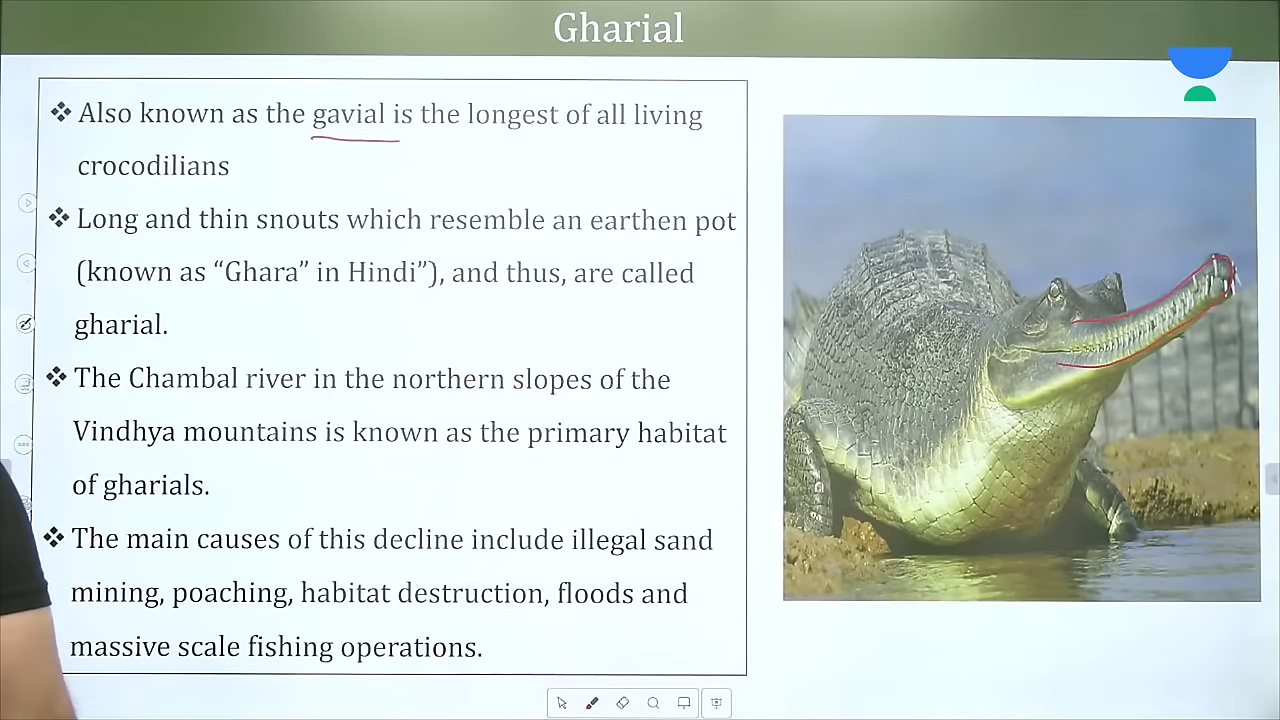 Gharial
❖ Also known as the gavial is the longest of all living
crocodilians
❖ Long and thin snouts which resemble an earthen pot
(known as “Ghara” in Hindi”), and thus, are called
gharial.
❖ The Chambal river in the northern slopes of the
Vindhya mountains is known as the primary habitat
of gharials.
❖ The main causes of this decline include illegal sand
mining, poaching, habitat destruction, floods and
massive scale fishing operations.